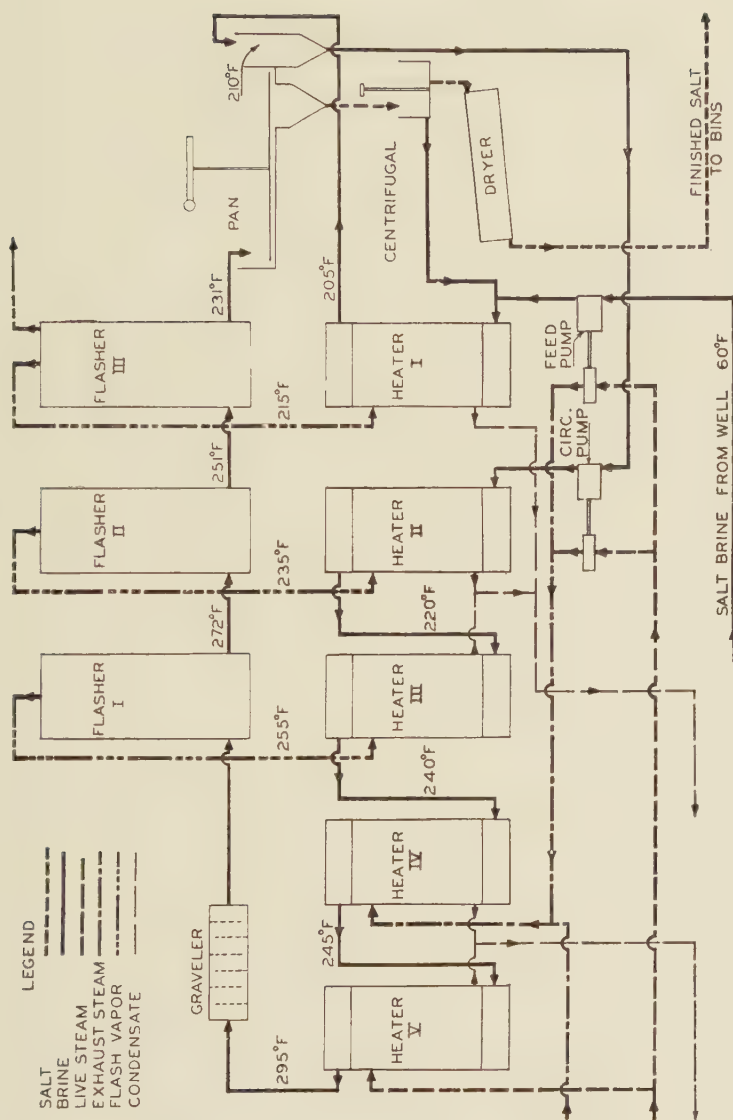 LEGEND
SALT
BRINE
LIVE STEAM
EXHAUST STEAM
FLASH VAPOR
CONDENSATE
GRAVELER
FLASHER
I
FLASHER
II
FLASHER
III
272°F
251°F
231°F
PAN
210°F
295°F
255°F
235°F
215°F
205°F
HEATER
V
HEATER
IV
HEATER
III
HEATER
II
HEATER
I
245°F
240°F
220°F
CENTRIFUGAL
DRYER
CIRC.
PUMP
FEED
PUMP
FINISHED SALT
TO BINS
SALT BRINE FROM WELL 60°F